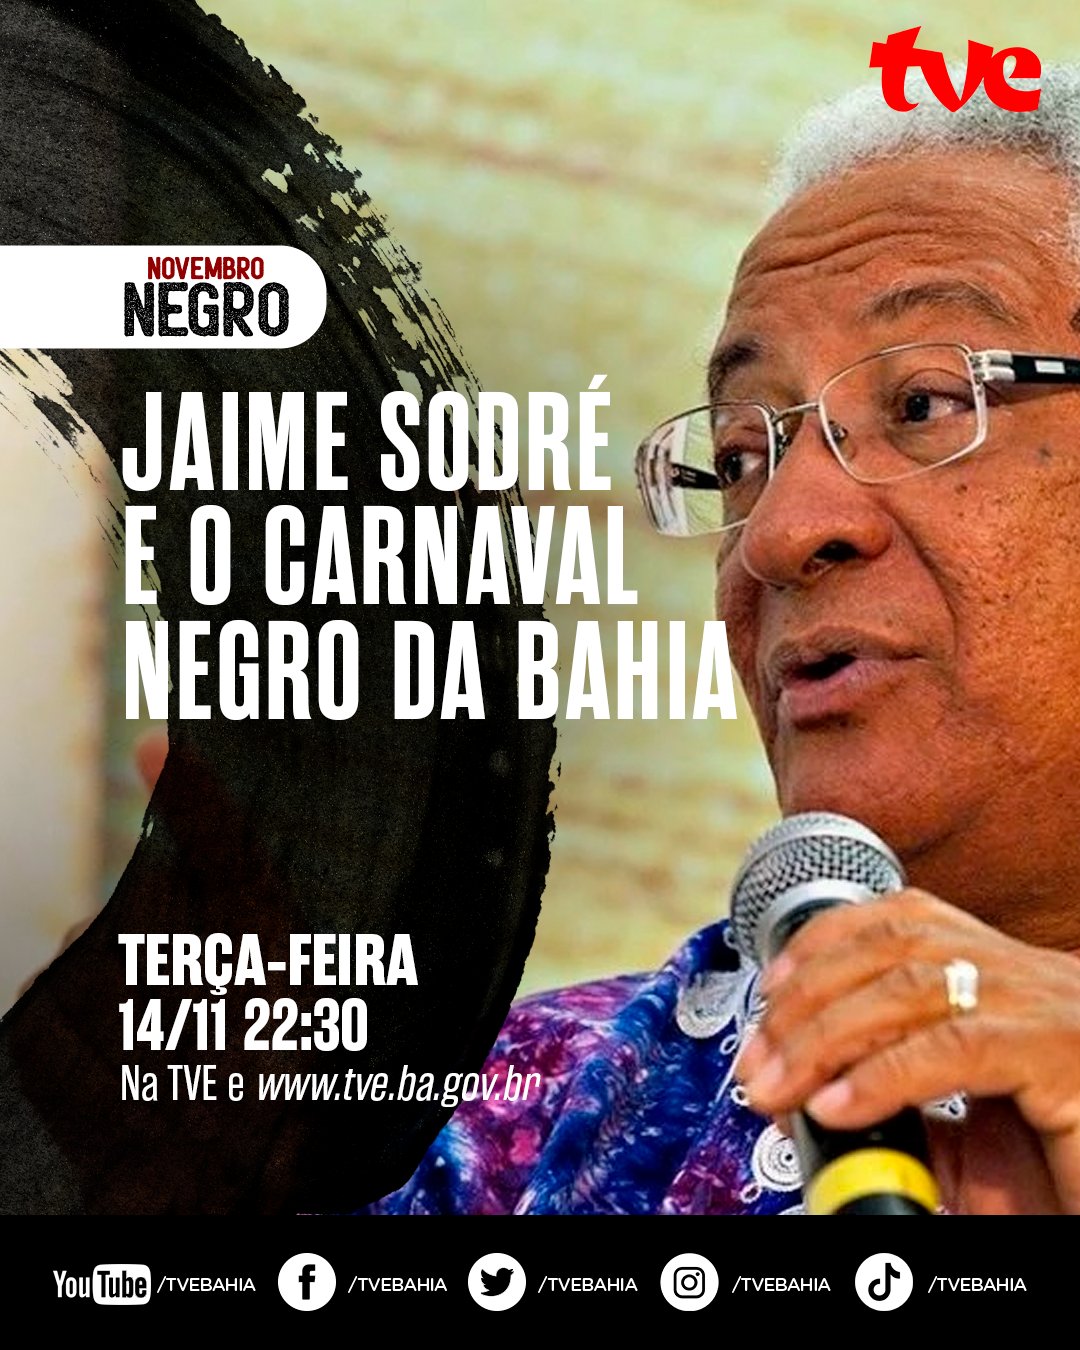 tve
NOVEMBRO
NEGRO
JAIME SODRÉ
E O CARNAVAL
NEGRO DA BAHIA
TERÇA-FEIRA
14/11 22:30
Na TVE e www.tve.ba.gov.br
YouTube /TVEBAHIA f /TVEBAHIA /TVEBAHIA /TVEBAHIA /TVEBAHIA